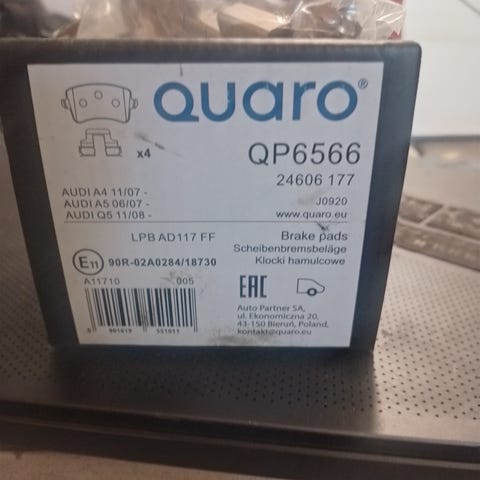 QUARO®
x4
QP6566
24606 177
J0920
www.quaro.eu
AUDI A4 11/07 -
AUDI A5 06/07 -
AUDI Q5 11/08 -
LPB AD117 FF
Brake pads
Scheibenbremsbeläge
Klocki hamulcowe
E11 90R-02A0284/18730
A11710 005
EAC
Auto Partner SA,
ul. Ekonomiczna 20,
43-150 Bieruń, Poland,
kontakt@quaro.eu